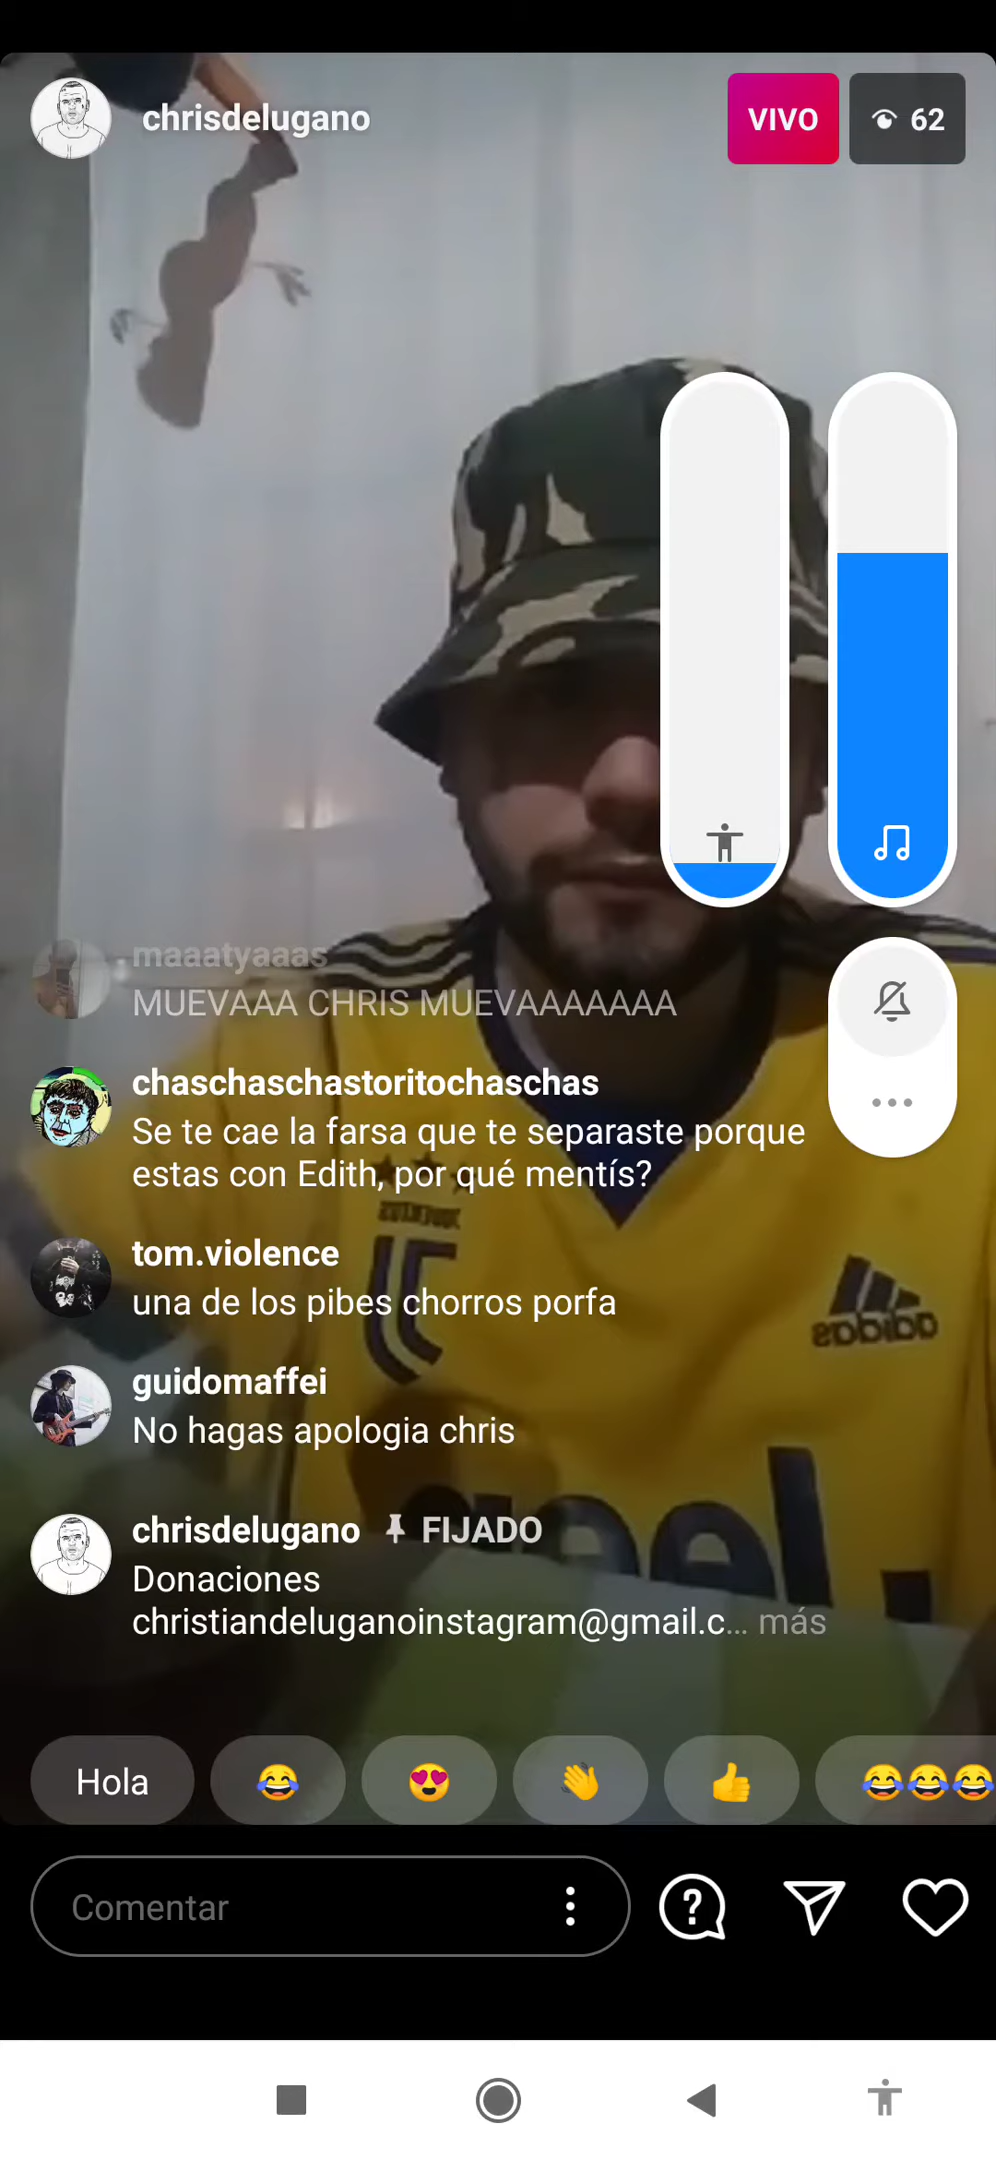 chrisdelugano
VIVO
62
maaatyaaas
MUEVAAA CHRIS MUEVAAAAAAA
chaschaschastoritochaschas
Se te cae la farsa que te separaste porque
estas con Edith, por qué mentís?
JUVENTUS
adidas
tom.violence
una de los pibes chorros porfa
guidomaffei
No hagas apologia chris
chrisdelugano FIJADO
Donaciones
christiandeluganoinstagram@gmail.c... más
Hola
Comentar